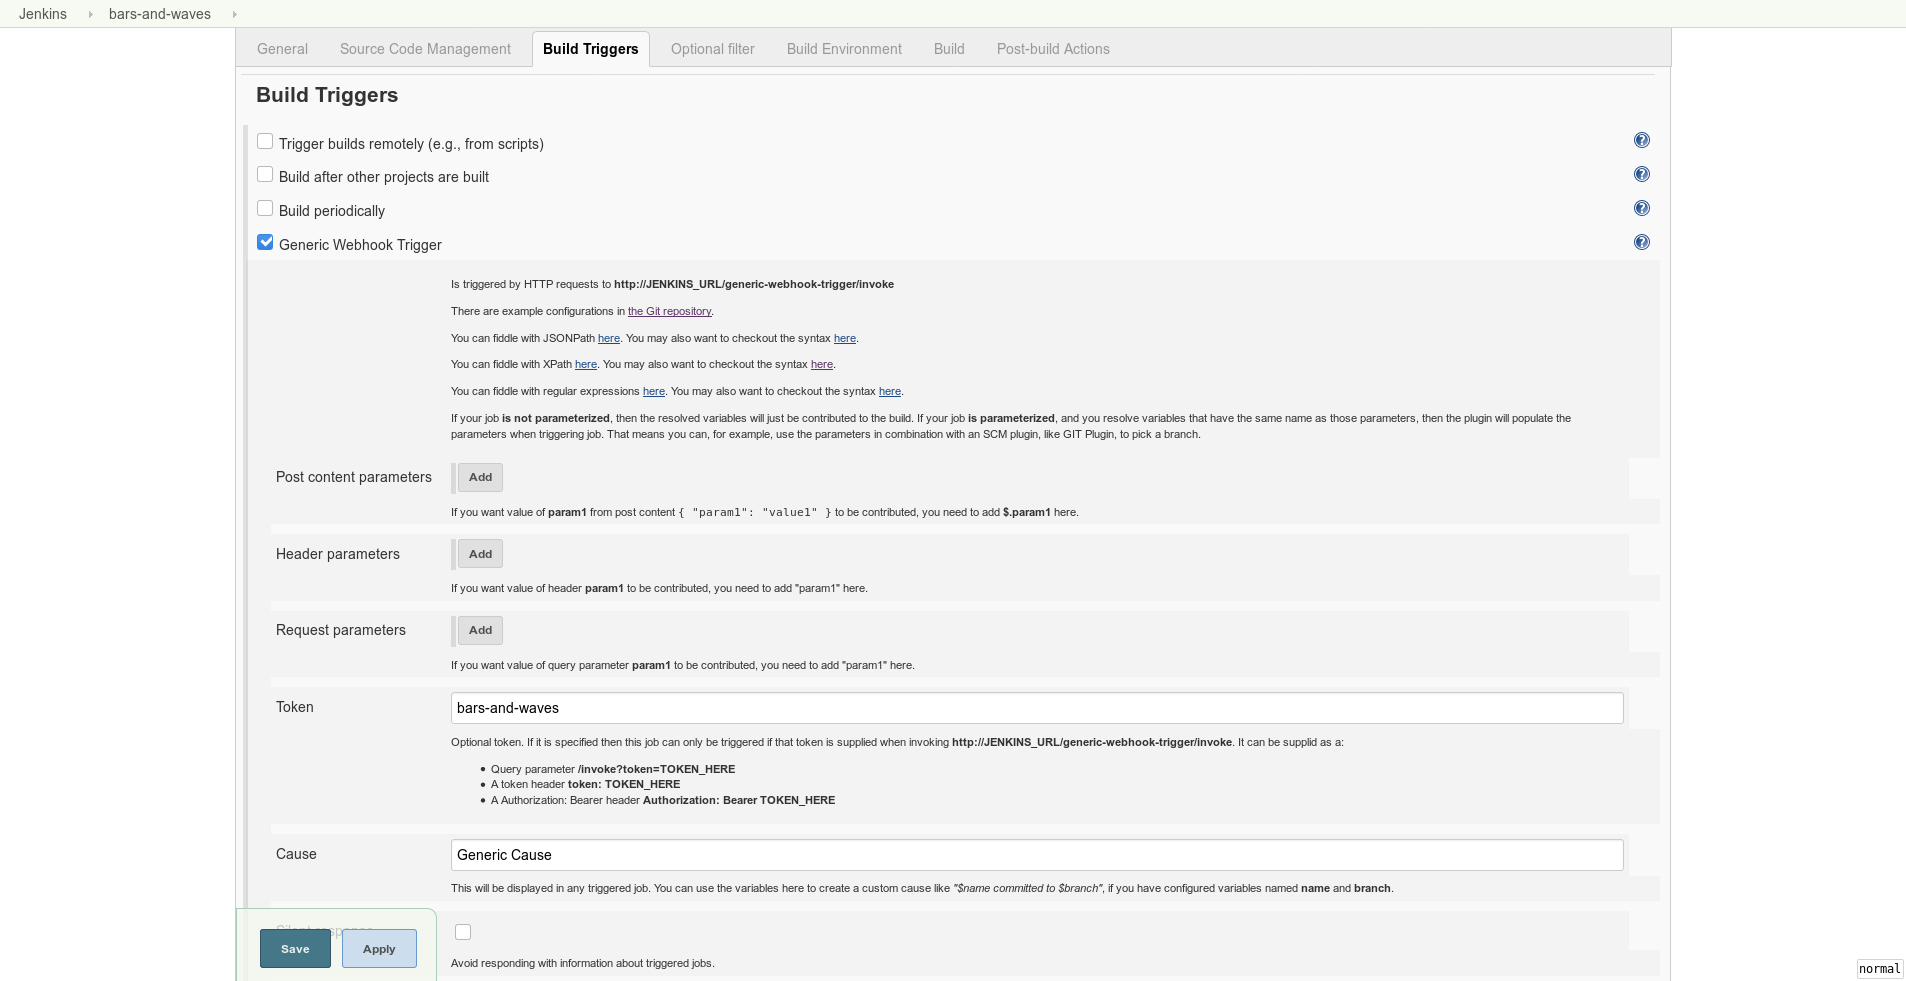 Jenkins bars-and-waves
General Source Code Management Build Triggers Optional filter Build Environment Build Post-build Actions
Build Triggers
Trigger builds remotely (e.g., from scripts)
Build after other projects are built
Build periodically
Generic Webhook Trigger
Is triggered by HTTP requests to http://JENKINS_URL/generic-webhook-trigger/invoke
There are example configurations in the Git repository.
You can fiddle with JSONPath here. You may also want to checkout the syntax here.
You can fiddle with XPath here. You may also want to checkout the syntax here.
You can fiddle with regular expressions here. You may also want to checkout the syntax here.
If your job is not parameterized, then the resolved variables will just be contributed to the build. If your job is parameterized, and you resolve variables that have the same name as those parameters, then the plugin will populate the
parameters when triggering job. That means you can, for example, use the parameters in combination with an SCM plugin, like GIT Plugin, to pick a branch.
Post content parameters Add
If you want value of param1 from post content { "param1": "value1" } to be contributed, you need to add $.param1 here.
Header parameters Add
If you want value of header param1 to be contributed, you need to add "param1" here.
Request parameters Add
If you want value of query parameter param1 to be contributed, you need to add "param1" here.
Token bars-and-waves
Optional token. If it is specified then this job can only be triggered if that token is supplied when invoking http://JENKINS_URL/generic-webhook-trigger/invoke. It can be supplid as a:
• Query parameter /invoke?token=TOKEN_HERE
• A token header token: TOKEN_HERE
• A Authorization: Bearer header Authorization: Bearer TOKEN_HERE
Cause Generic Cause
This will be displayed in any triggered job. You can use the variables here to create a custom cause like "$name committed to $branch", if you have configured variables named name and branch.
Save Apply
Avoid responding with information about triggered jobs.
normal